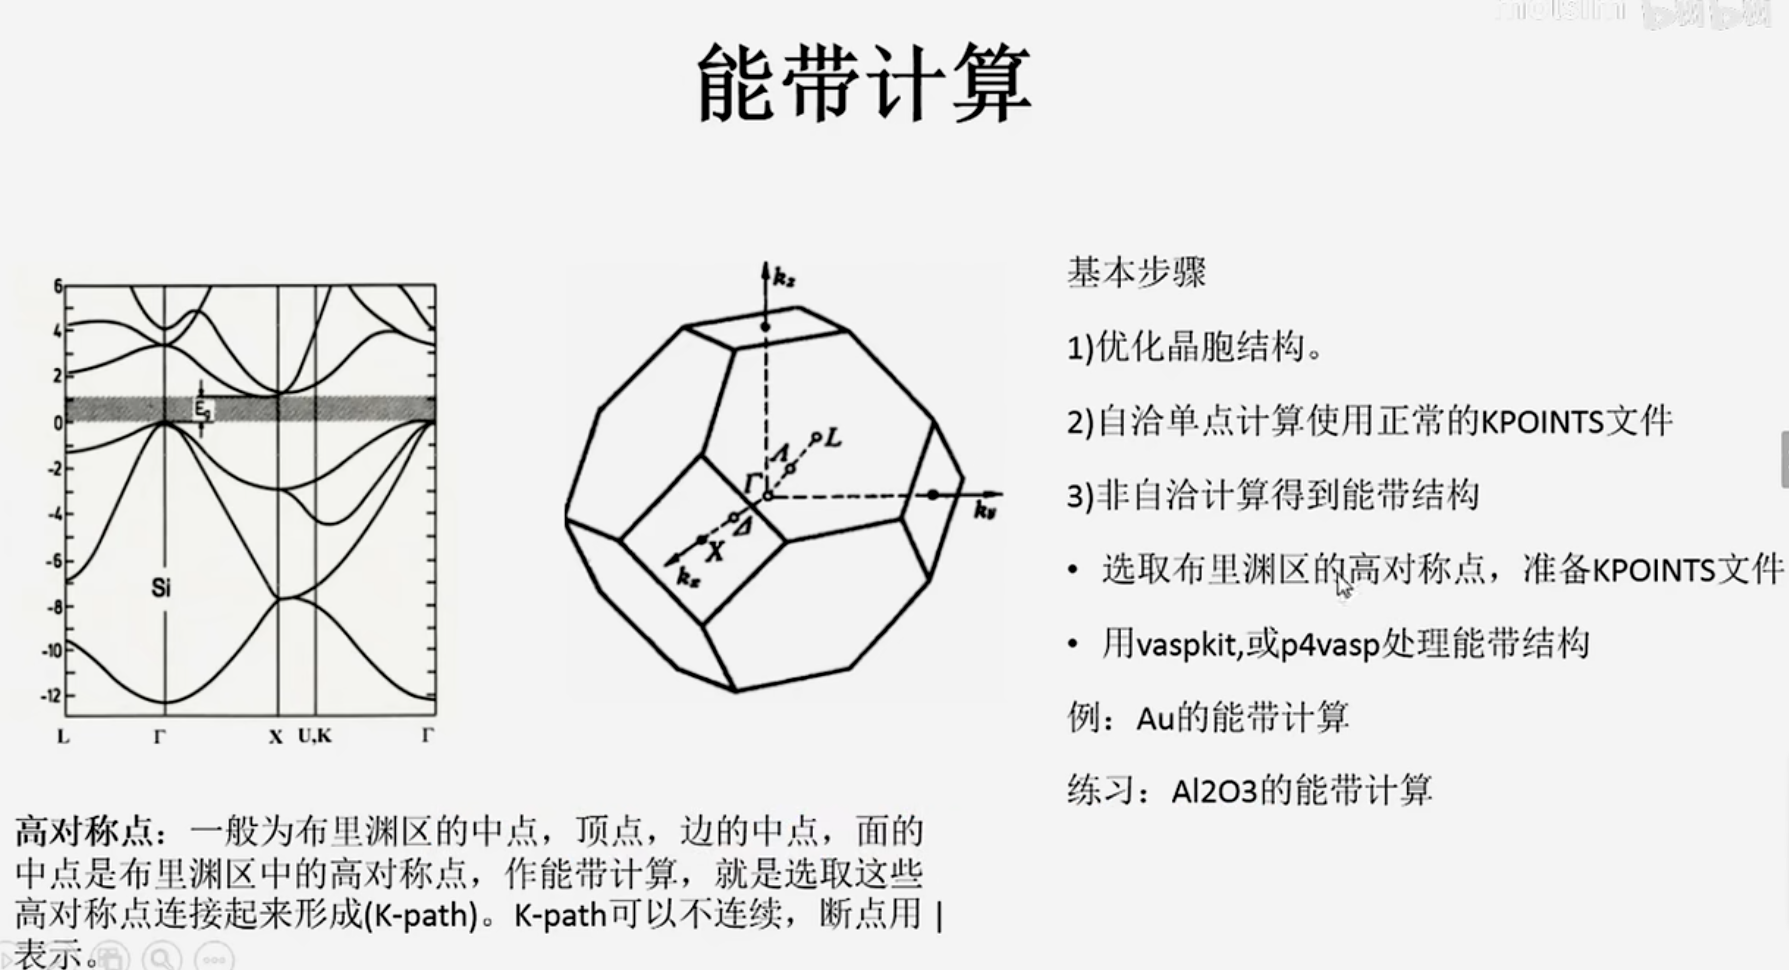 molsim bilibili
能带计算
6
4
2
0
-2
-4
-6
-8
-10
-12
Eg
Si
L Γ X U,K Γ
kz
L
Λ
Γ
ky
Δ
X
kx
基本步骤
1)优化晶胞结构。
2)自洽单点计算使用正常的KPOINTS文件
3)非自洽计算得到能带结构
• 选取布里渊区的高对称点，准备KPOINTS文件
• 用vaspkit,或p4vasp处理能带结构
例：Au的能带计算
练习：Al2O3的能带计算
高对称点：一般为布里渊区的中点，顶点，边的中点，面的
中点是布里渊区中的高对称点，作能带计算，就是选取这些
高对称点连接起来形成(K-path)。K-path可以不连续，断点用 |
表示。